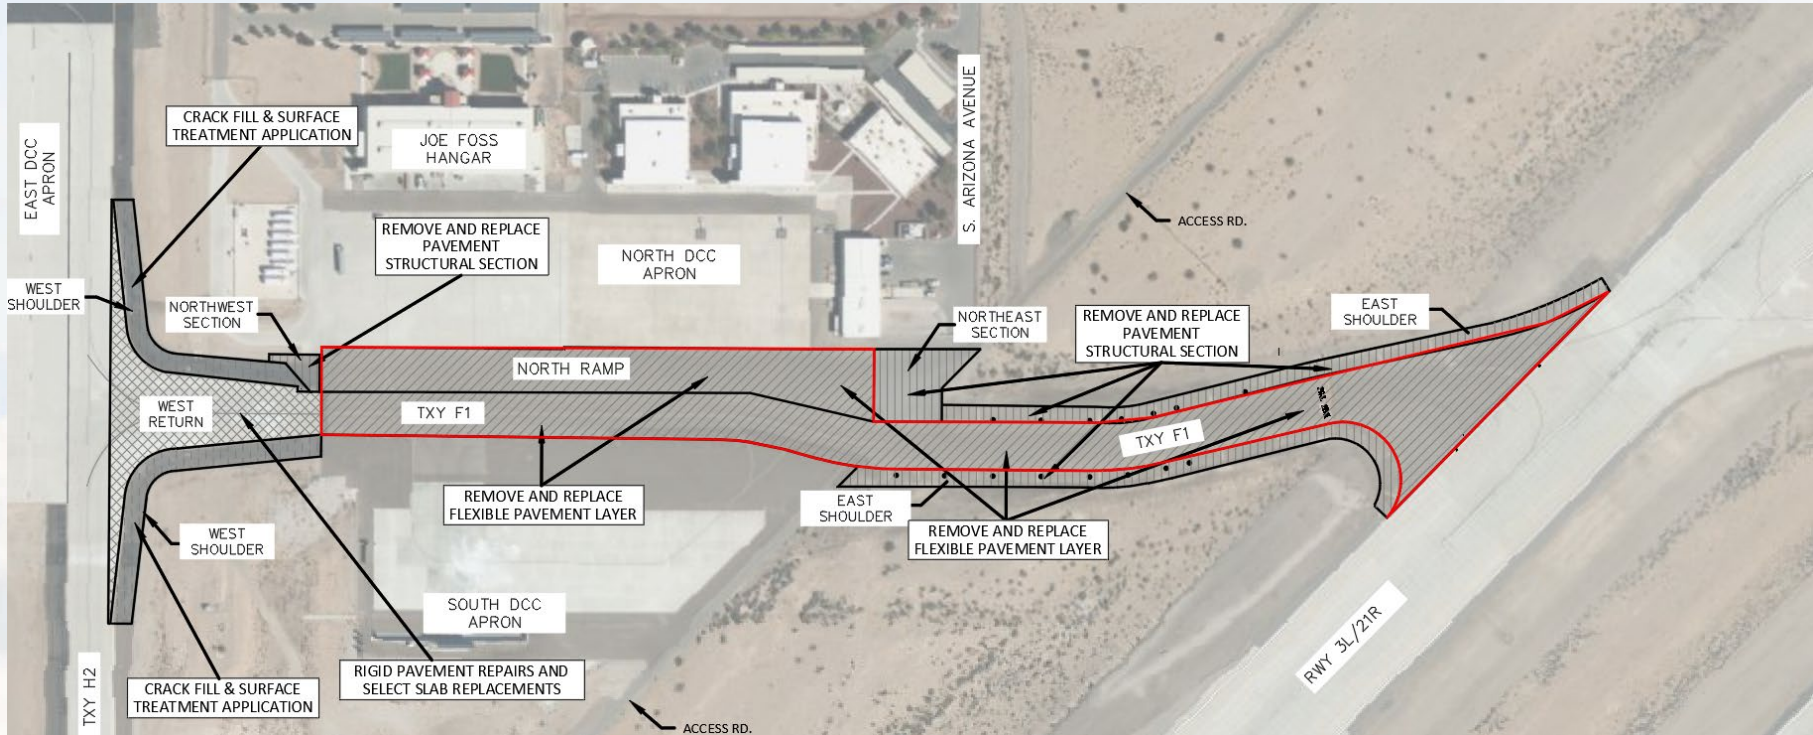 EAST DCC
APRON
CRACK FILL & SURFACE
TREATMENT APPLICATION
JOE FOSS
HANGAR
S. ARIZONA AVENUE
ACCESS RD.
REMOVE AND REPLACE
PAVEMENT
STRUCTURAL SECTION
NORTH DCC
APRON
WEST
SHOULDER
NORTHWEST
SECTION
NORTHEAST
SECTION
REMOVE AND REPLACE
PAVEMENT
STRUCTURAL SECTION
EAST
SHOULDER
NORTH RAMP
WEST
RETURN
TXY F1
TXY F1
REMOVE AND REPLACE
FLEXIBLE PAVEMENT LAYER
EAST
SHOULDER
REMOVE AND REPLACE
FLEXIBLE PAVEMENT LAYER
WEST
SHOULDER
SOUTH DCC
APRON
RWY 3L/21R
TXY H2
CRACK FILL & SURFACE
TREATMENT APPLICATION
RIGID PAVEMENT REPAIRS AND
SELECT SLAB REPLACEMENTS
ACCESS RD.